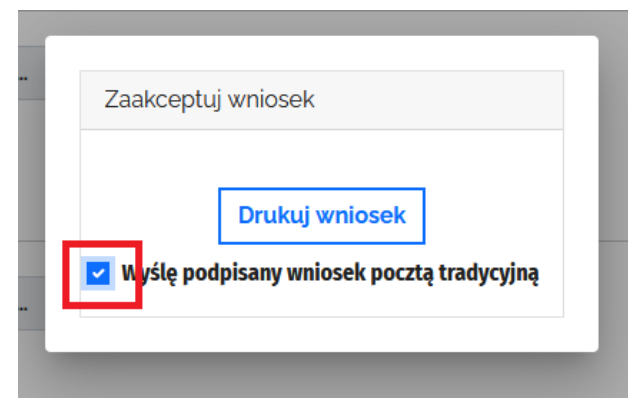 Zaakceptuj wniosek
Drukuj wniosek
Wyślę podpisany wniosek pocztą tradycyjną